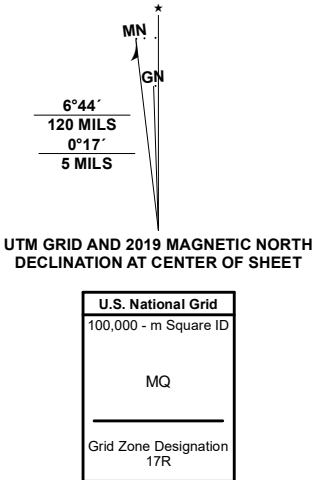 MN
GN
6°44´
120 MILS
0°17´
5 MILS
UTM GRID AND 2019 MAGNETIC NORTH
DECLINATION AT CENTER OF SHEET
U.S. National Grid
100,000 - m Square ID
MQ
Grid Zone Designation
17R